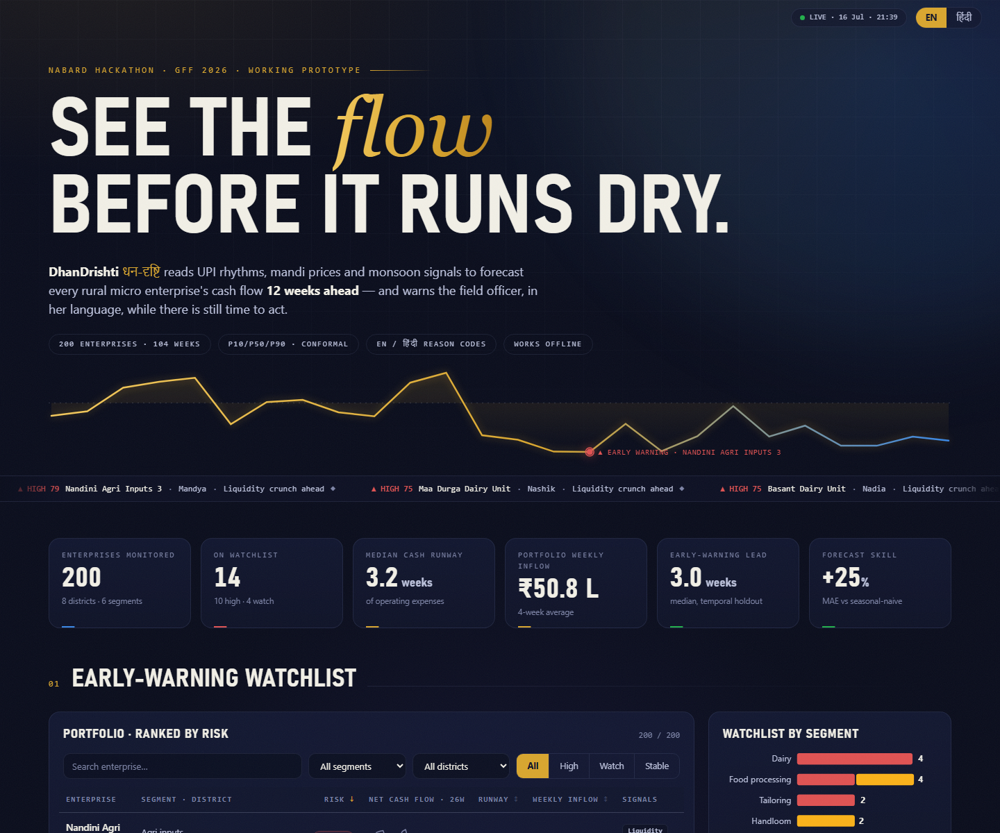 LIVE · 16 Jul · 21:39
EN
हिंदी
NABARD HACKATHON · GFF 2026 · WORKING PROTOTYPE
SEE THE flow
BEFORE IT RUNS DRY.
DhanDrishti धन-दृष्टि reads UPI rhythms, mandi prices and monsoon signals to forecast
every rural micro enterprise's cash flow 12 weeks ahead — and warns the field officer, in
her language, while there is still time to act.
200 ENTERPRISES · 104 WEEKS
P10/P50/P90 · CONFORMAL
EN / हिंदी REASON CODES
WORKS OFFLINE
▲ EARLY WARNING · NANDINI AGRI INPUTS 3
▲ HIGH 79 Nandini Agri Inputs 3 · Mandya · Liquidity crunch ahead ◆
▲ HIGH 75 Maa Durga Dairy Unit · Nashik · Liquidity crunch ahead ◆
▲ HIGH 75 Basant Dairy Unit · Nadia · Liquidity crunch ahead
ENTERPRISES MONITORED
200
8 districts · 6 segments
ON WATCHLIST
14
10 high · 4 watch
MEDIAN CASH RUNWAY
3.2 weeks
of operating expenses
PORTFOLIO WEEKLY
INFLOW
₹50.8 L
4-week average
EARLY-WARNING LEAD
3.0 weeks
median, temporal holdout
FORECAST SKILL
+25%
MAE vs seasonal-naive
01 EARLY-WARNING WATCHLIST
PORTFOLIO · RANKED BY RISK
200 / 200
Search enterprise…
All segments
All districts
All
High
Watch
Stable
ENTERPRISE
SEGMENT · DISTRICT
RISK ↓
NET CASH FLOW · 26W
RUNWAY ↕
WEEKLY INFLOW ↕
SIGNALS
Nandini Agri
Agri inputs
Liquidity
WATCHLIST BY SEGMENT
Dairy 4
Food processing 4
Tailoring 2
Handloom 2